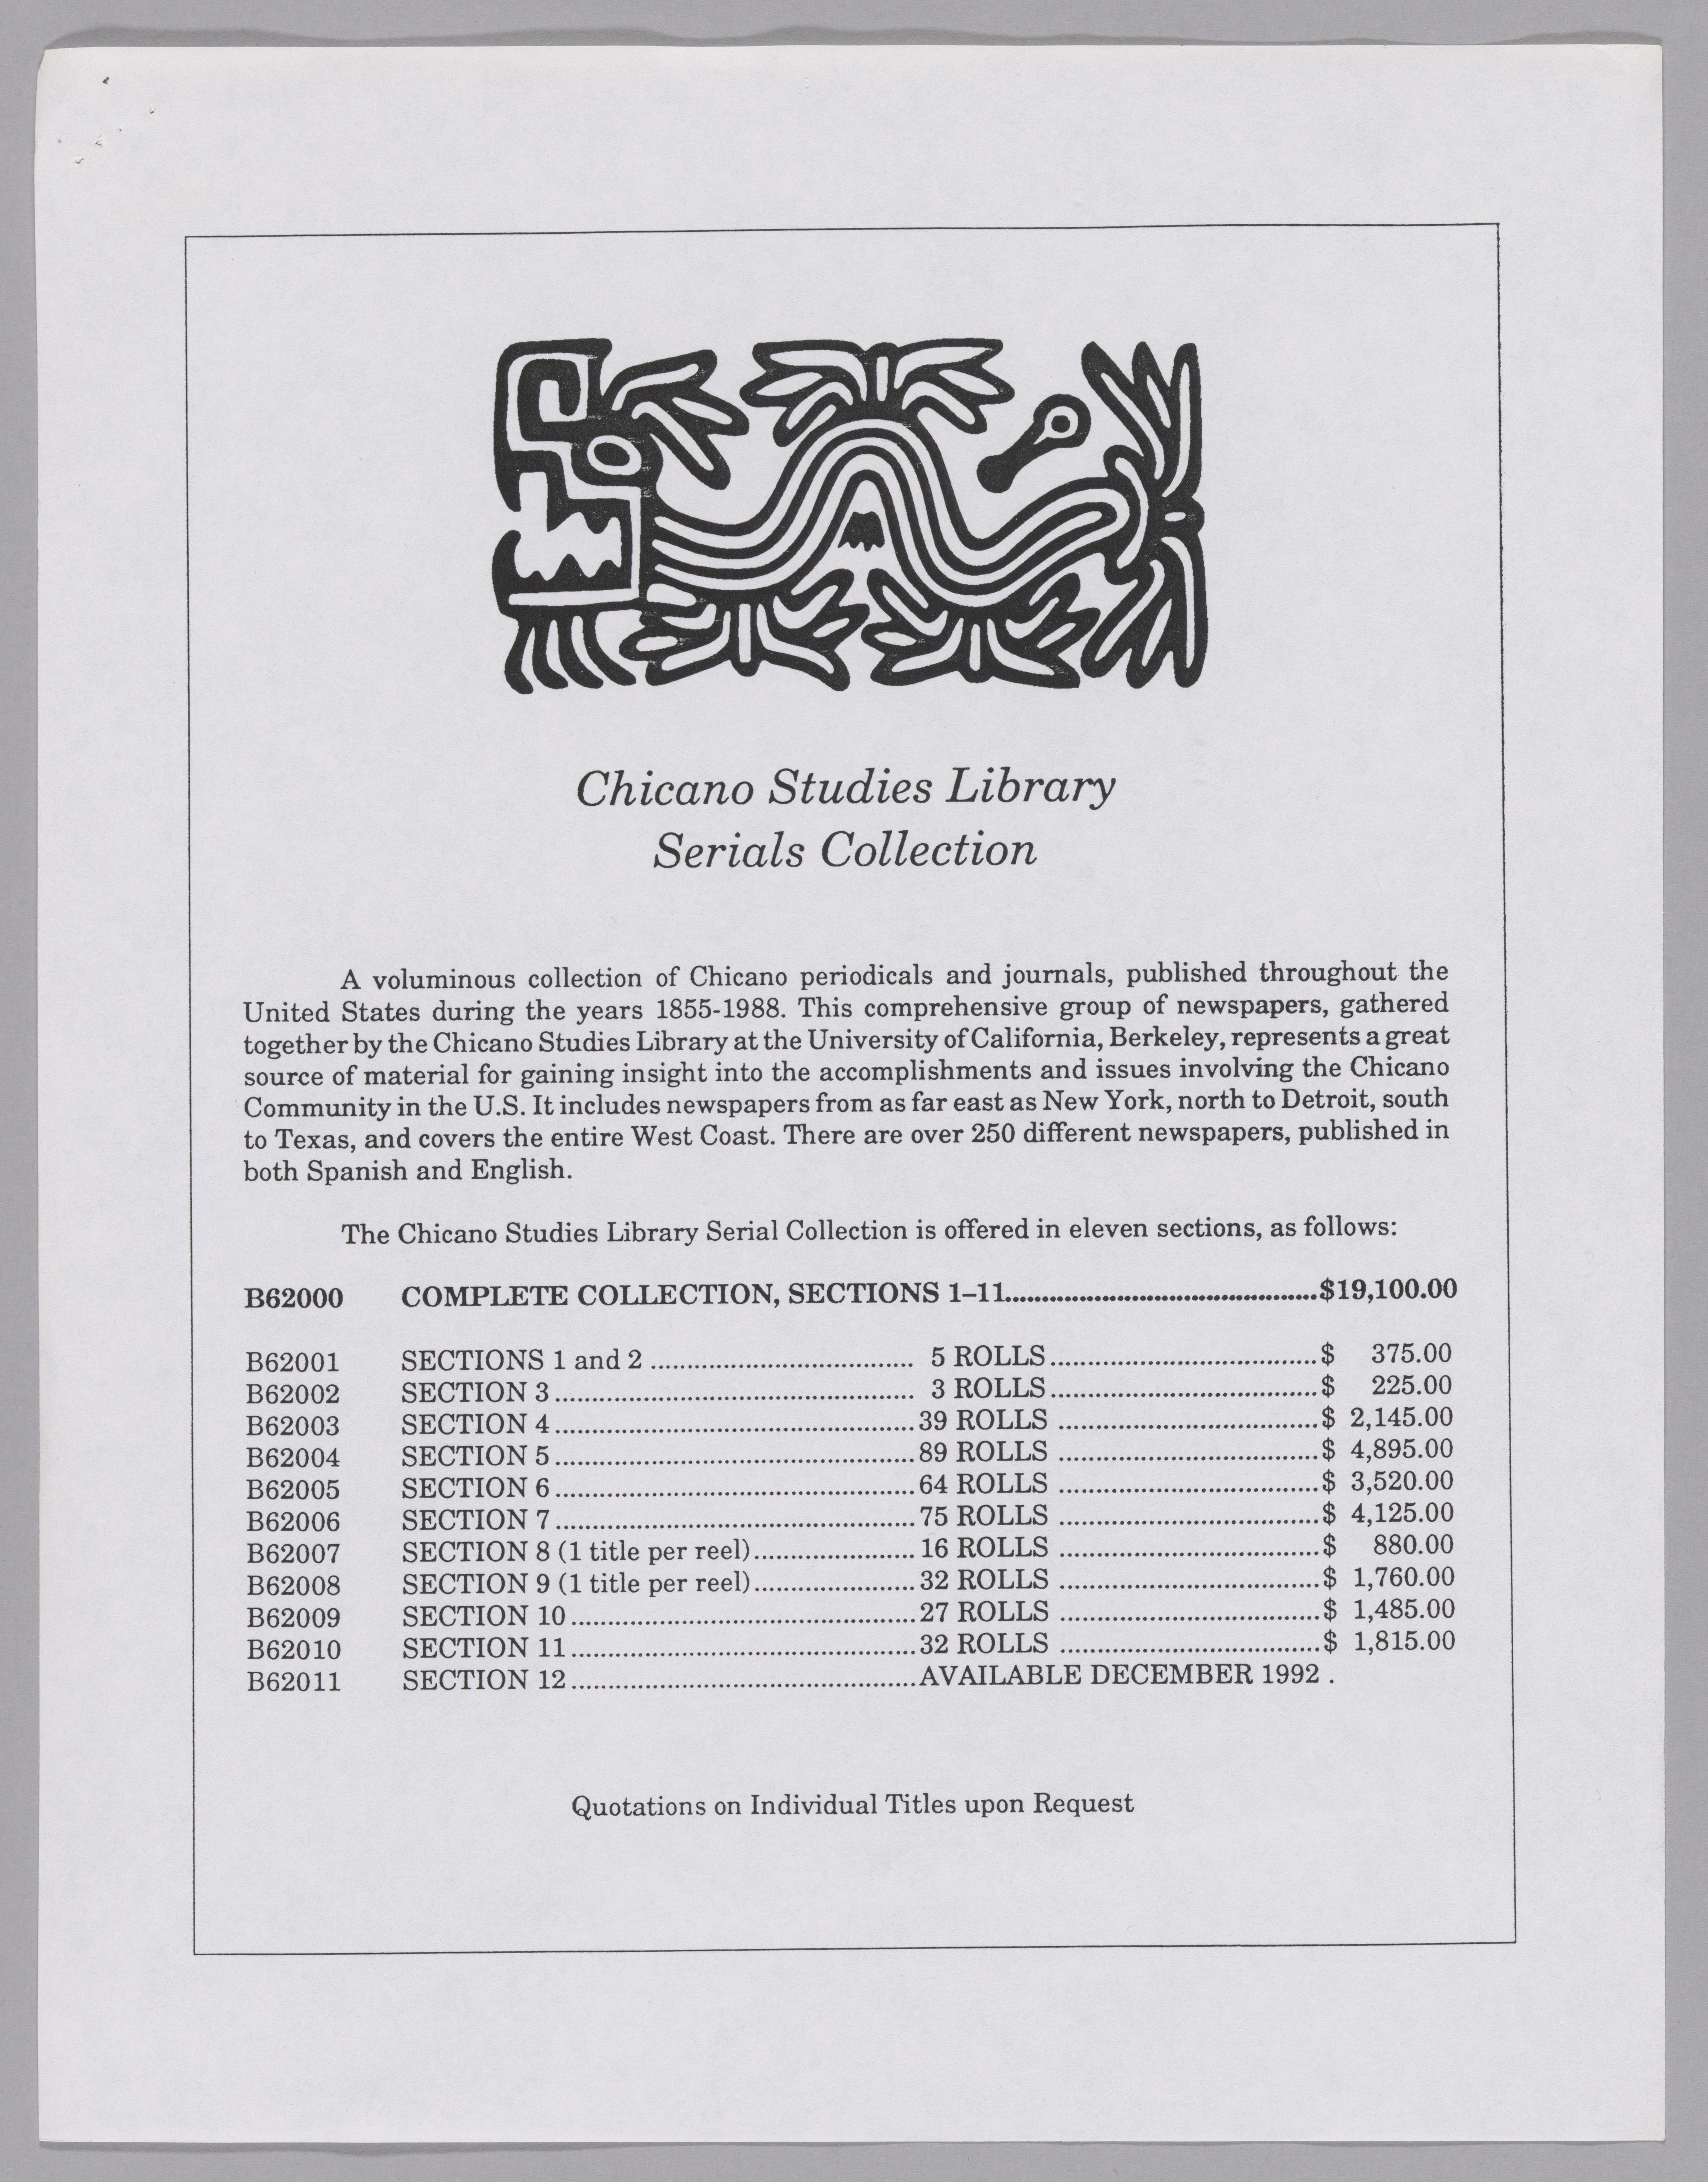 Chicano Studies Library
Serials Collection
A voluminous collection of Chicano periodicals and journals, published throughout the
United States during the years 1855-1988. This comprehensive group of newspapers, gathered
together by the Chicano Studies Library at the University of California, Berkeley, represents a great
source of material for gaining insight into the accomplishments and issues involving the Chicano
Community in the U.S. It includes newspapers from as far east as New York, north to Detroit, south
to Texas, and covers the entire West Coast. There are over 250 different newspapers, published in
both Spanish and English.
The Chicano Studies Library Serial Collection is offered in eleven sections, as follows:
B62000 COMPLETE COLLECTION, SECTIONS 1–11..........................................$19,100.00
B62001 SECTIONS 1 and 2 .................................... 5 ROLLS....................................$ 375.00
B62002 SECTION 3................................................. 3 ROLLS....................................$ 225.00
B62003 SECTION 4.................................................39 ROLLS ...................................$ 2,145.00
B62004 SECTION 5.................................................89 ROLLS ...................................$ 4,895.00
B62005 SECTION 6.................................................64 ROLLS ...................................$ 3,520.00
B62006 SECTION 7.................................................75 ROLLS ...................................$ 4,125.00
B62007 SECTION 8 (1 title per reel)......................16 ROLLS ...................................$ 880.00
B62008 SECTION 9 (1 title per reel)......................32 ROLLS ...................................$ 1,760.00
B62009 SECTION 10...............................................27 ROLLS ...................................$ 1,485.00
B62010 SECTION 11...............................................32 ROLLS ...................................$ 1,815.00
B62011 SECTION 12...............................................AVAILABLE DECEMBER 1992 .
Quotations on Individual Titles upon Request